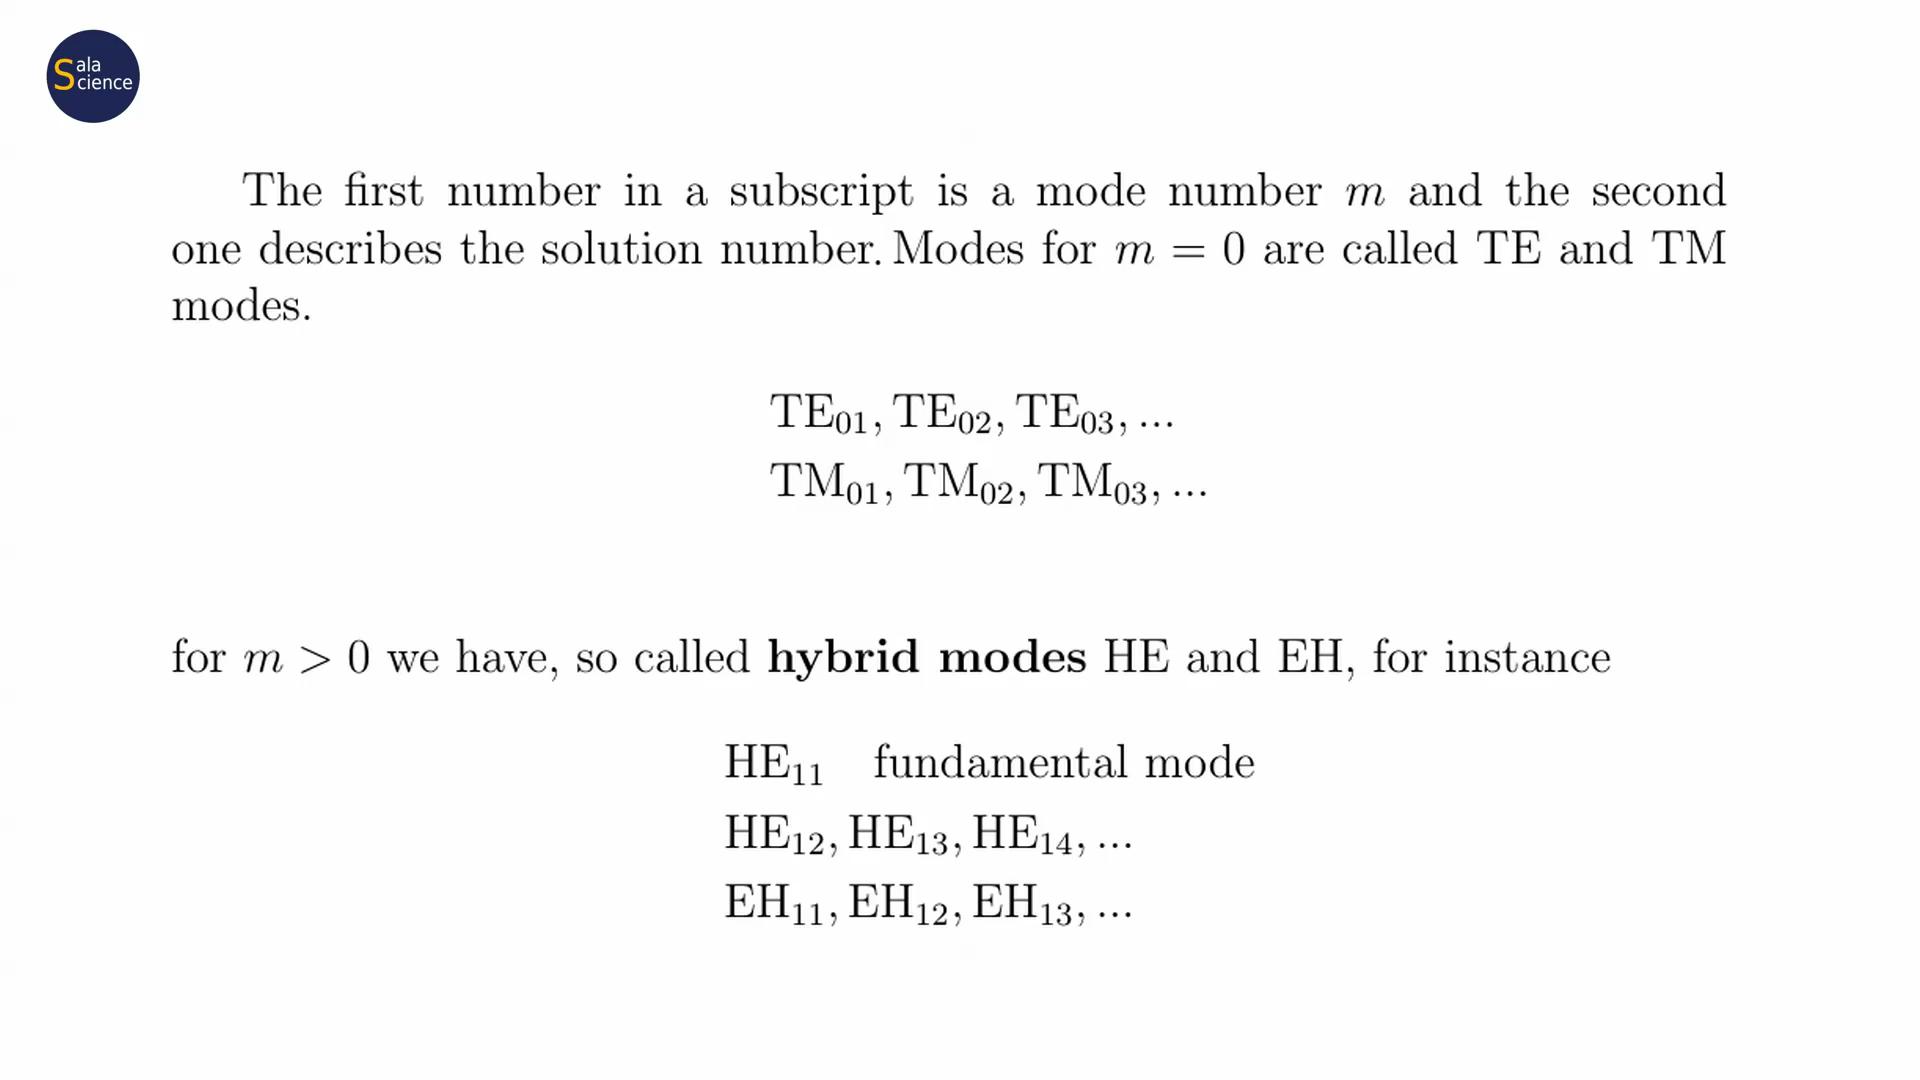 Sala
Science
The first number in a subscript is a mode number m and the second
one describes the solution number. Modes for m = 0 are called TE and TM
modes.
TE₀₁, TE₀₂, TE₀₃, ...
TM₀₁, TM₀₂, TM₀₃, ...
for m > 0 we have, so called hybrid modes HE and EH, for instance
HE₁₁ fundamental mode
HE₁₂, HE₁₃, HE₁₄, ...
EH₁₁, EH₁₂, EH₁₃, ...